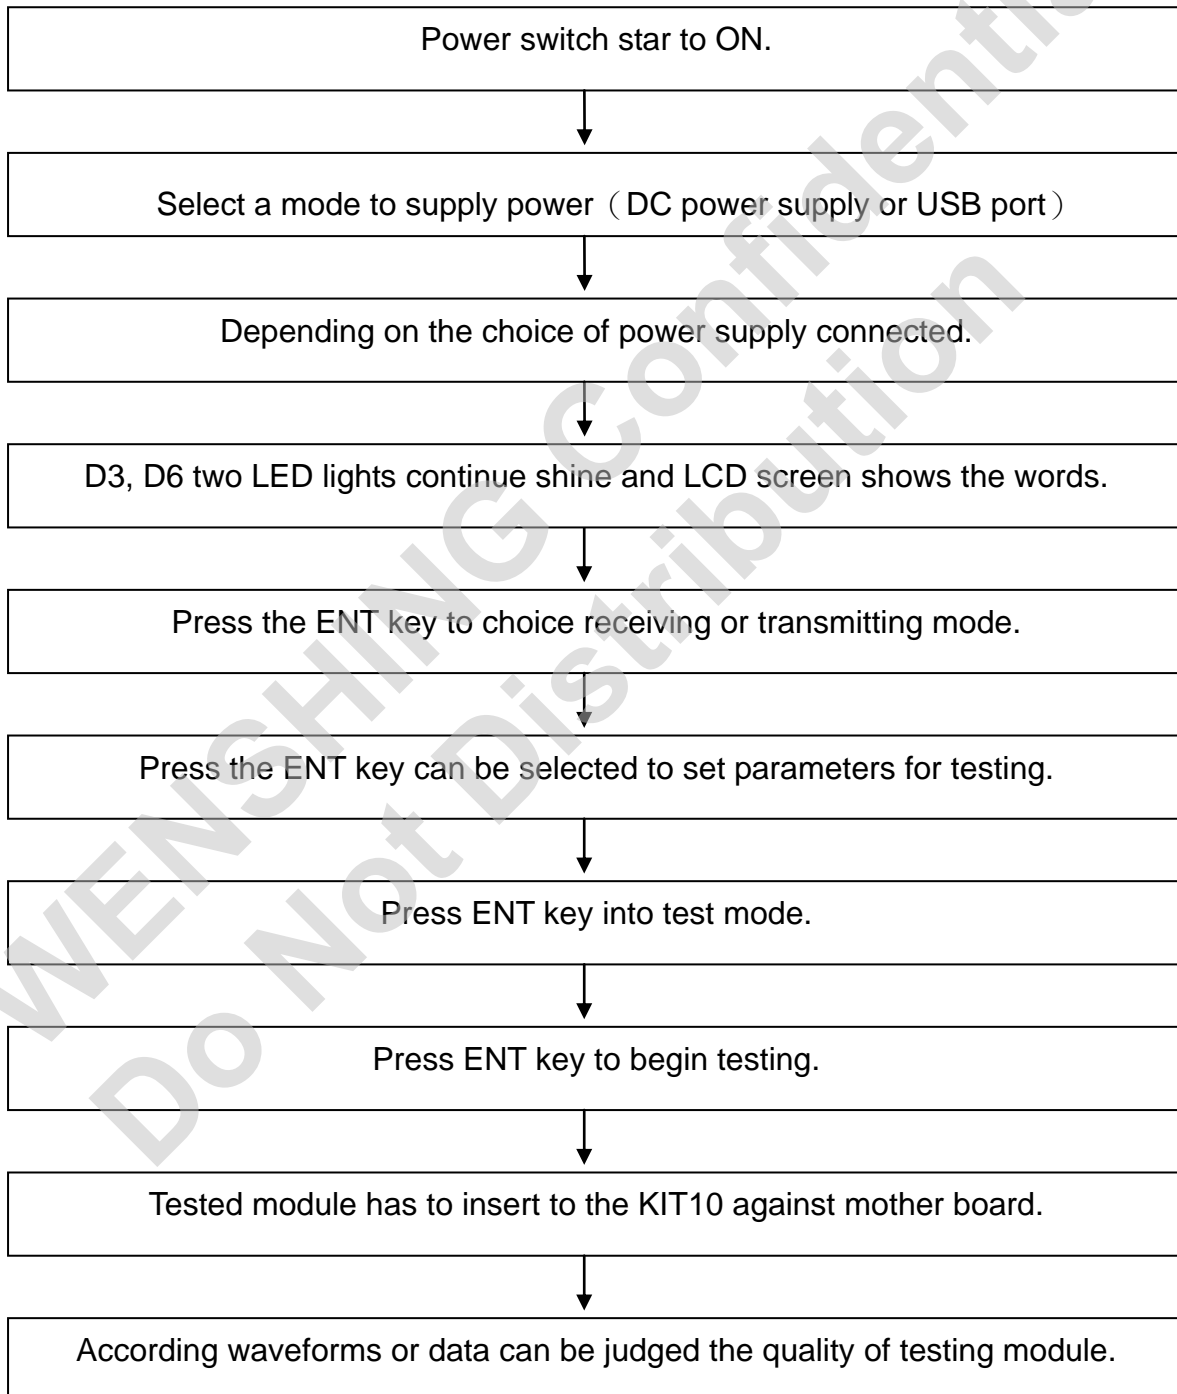 Power switch star to ON.
Select a mode to supply power（DC power supply or USB port）
Depending on the choice of power supply connected.
D3, D6 two LED lights continue shine and LCD screen shows the words.
Press the ENT key to choice receiving or transmitting mode.
Press the ENT key can be selected to set parameters for testing.
Press ENT key into test mode.
Press ENT key to begin testing.
Tested module has to insert to the KIT10 against mother board.
According waveforms or data can be judged the quality of testing module.
WENSHING Confidential
Do Not Distribution